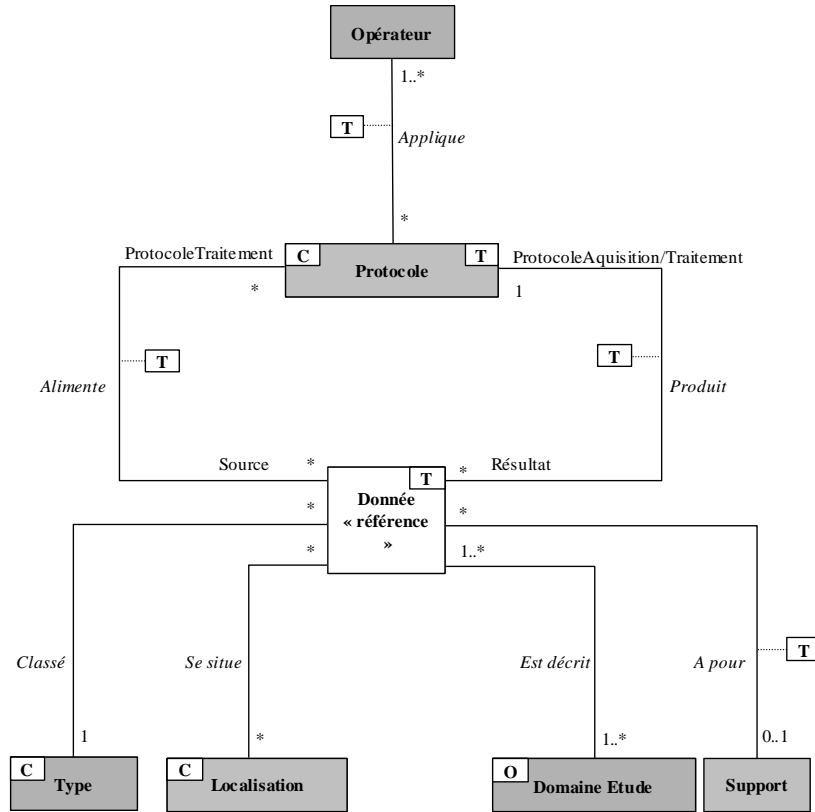 Opérateur
1..*
T
Applique
*
ProtocoleTraitement
C
T
ProtocoleAquisition/Traitement
Protocole
*
1
T
T
Alimente
Produit
Source
*
*
Résultat
T
Donnée
« référence
»
*
*
*
1..*
Classé
Se situe
Est décrit
A pour
T
1
*
1..*
0..1
C
Type
C
Localisation
O
Domaine Etude
Support